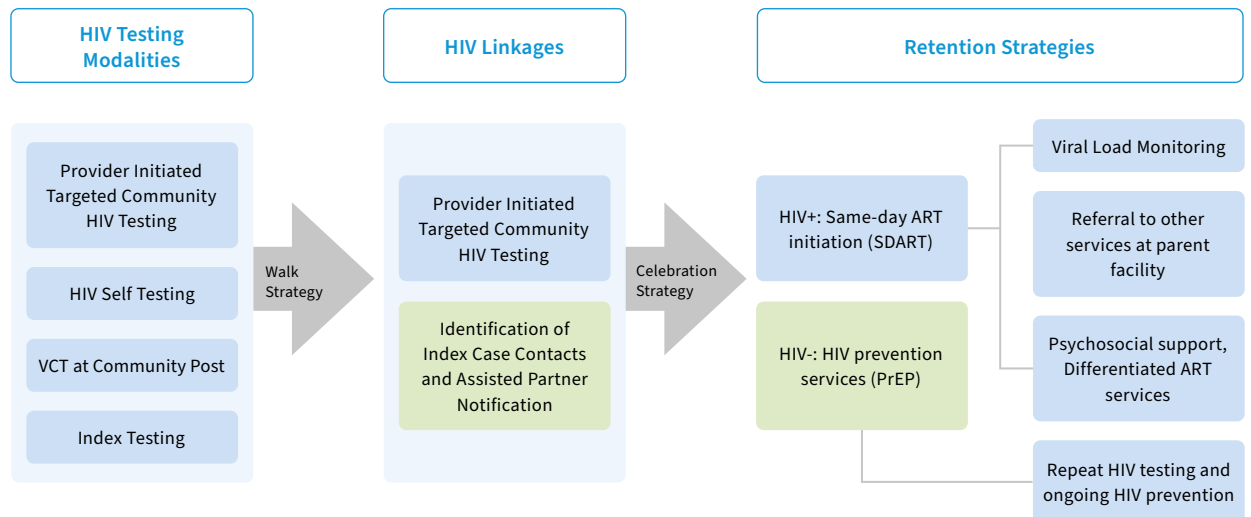 HIV Testing
Modalities
HIV Linkages
Retention Strategies
Provider Initiated
Targeted Community
HIV Testing
HIV Self Testing
VCT at Community Post
Index Testing
Walk
Strategy
Provider Initiated
Targeted Community
HIV Testing
Identification of
Index Case Contacts
and Assisted Partner
Notification
Celebration
Strategy
HIV+: Same-day ART
initiation (SDART)
HIV-: HIV prevention
services (PrEP)
Viral Load Monitoring
Referral to other
services at parent
facility
Psychosocial support,
Differentiated ART
services
Repeat HIV testing and
ongoing HIV prevention